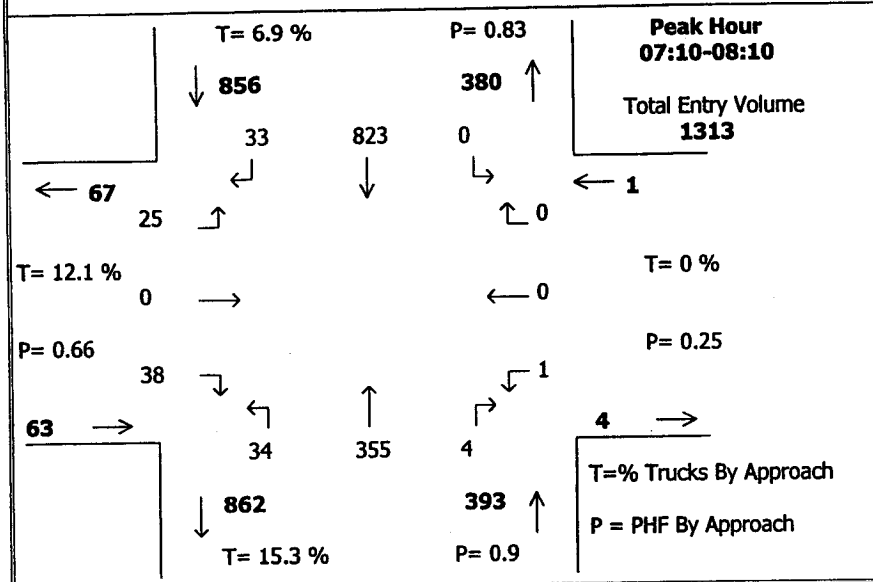 T= 6.9 % P= 0.83 Peak Hour
07:10-08:10
856 380
Total Entry Volume
33 823 0 1313
67 1
25 0
T= 12.1 % T= 0 %
0 0
P= 0.66 P= 0.25
38 1
63 4
34 355 4
T=% Trucks By Approach
862 393
P = PHF By Approach
T= 15.3 % P= 0.9